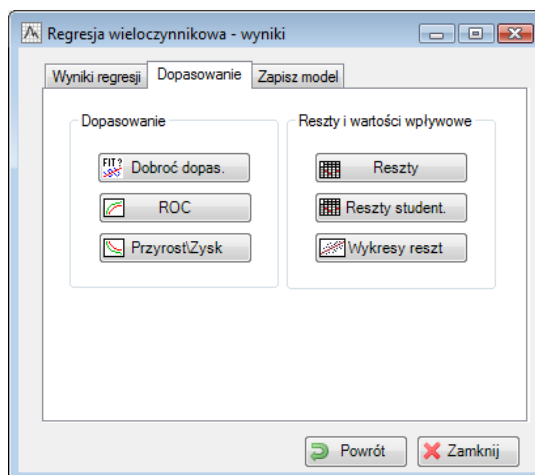 Regresja wieloczynnikowa - wyniki
Wyniki regresji Dopasowanie Zapisz model
Dopasowanie
FIT? Dobroć dopas.
ROC
Przyrost\Zysk
Reszty i wartości wpływowe
Reszty
Reszty student.
Wykresy reszt
Powrót Zamknij